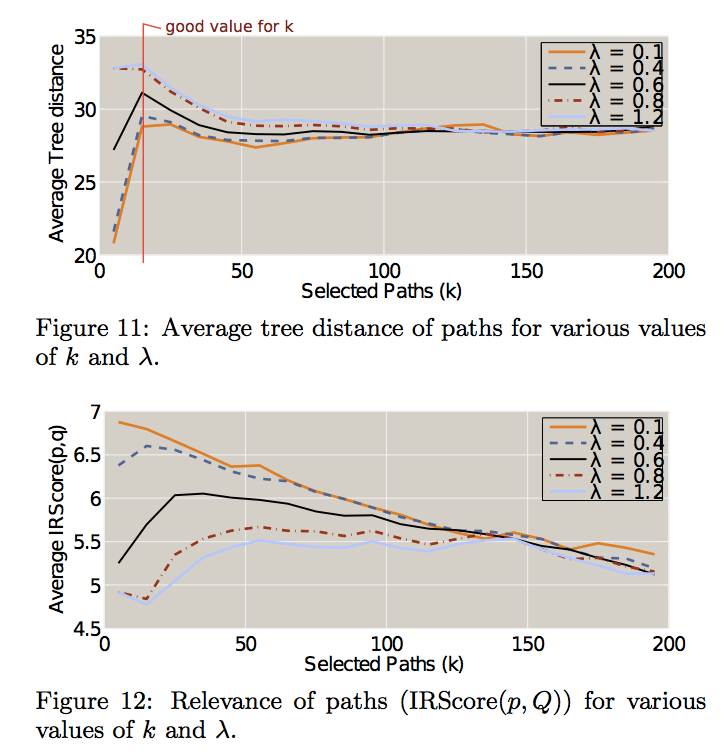 good value for k
35
30
25
20
Average Tree distance
λ = 0.1
λ = 0.4
λ = 0.6
λ = 0.8
λ = 1.2
0 50 100 150 200
Selected Paths (k)
Figure 11: Average tree distance of paths for various values
of k and λ.
7
6.5
6
5.5
5
4.5
Average IRScore(p,q)
λ = 0.1
λ = 0.4
λ = 0.6
λ = 0.8
λ = 1.2
0 50 100 150 200
Selected Paths (k)
Figure 12: Relevance of paths (IRScore(p, Q)) for various
values of k and λ.